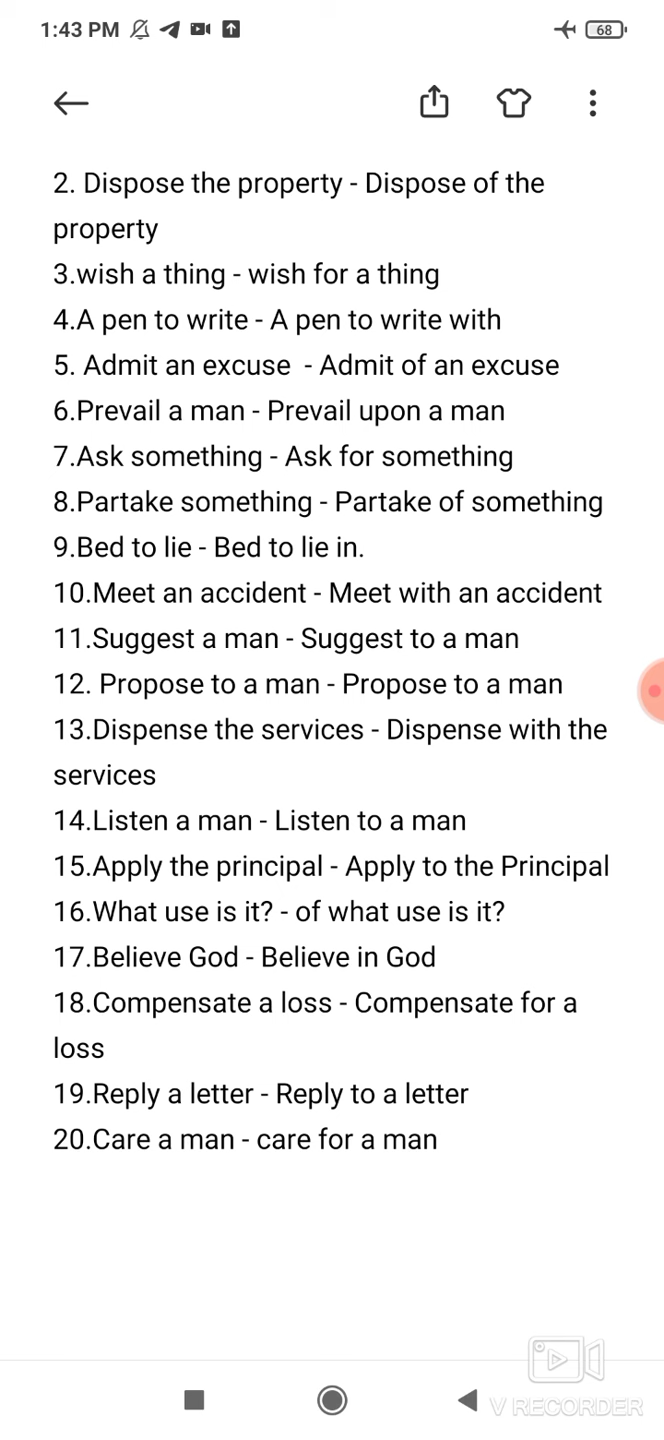 1:43 PM
68
2. Dispose the property - Dispose of the
property
3.wish a thing - wish for a thing
4.A pen to write - A pen to write with
5. Admit an excuse  - Admit of an excuse
6.Prevail a man - Prevail upon a man
7.Ask something - Ask for something
8.Partake something - Partake of something
9.Bed to lie - Bed to lie in.
10.Meet an accident - Meet with an accident
11.Suggest a man - Suggest to a man
12. Propose to a man - Propose to a man
13.Dispense the services - Dispense with the
services
14.Listen a man - Listen to a man
15.Apply the principal - Apply to the Principal
16.What use is it? - of what use is it?
17.Believe God - Believe in God
18.Compensate a loss - Compensate for a
loss
19.Reply a letter - Reply to a letter
20.Care a man - care for a man
V RECORDER